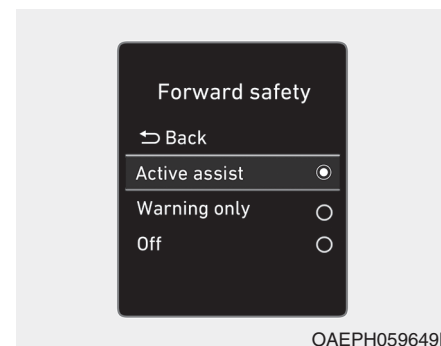 Forward safety
Back
Active assist
Warning only
Off
OAEPH059649